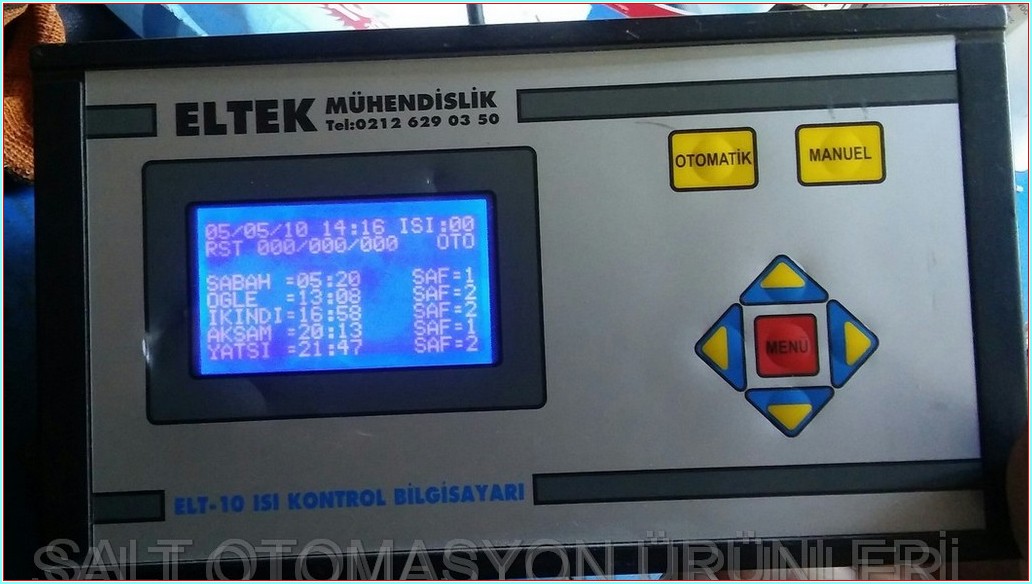 ELTEK MÜHENDİSLİK
Tel:0212 629 03 50
OTOMATİK
MANUEL
05/05/10 14:16 ISI:00
RST 000/000/000 OTO
SABAH =05:20 SAF=1
OGLE =13:08 SAF=2
IKINDI=16:58 SAF=2
AKSAM =20:13 SAF=1
YATSI =21:47 SAF=2
MENU
ELT-10 ISI KONTROL BİLGİSAYARI
SALT OTOMASYON ÜRÜNLERİ